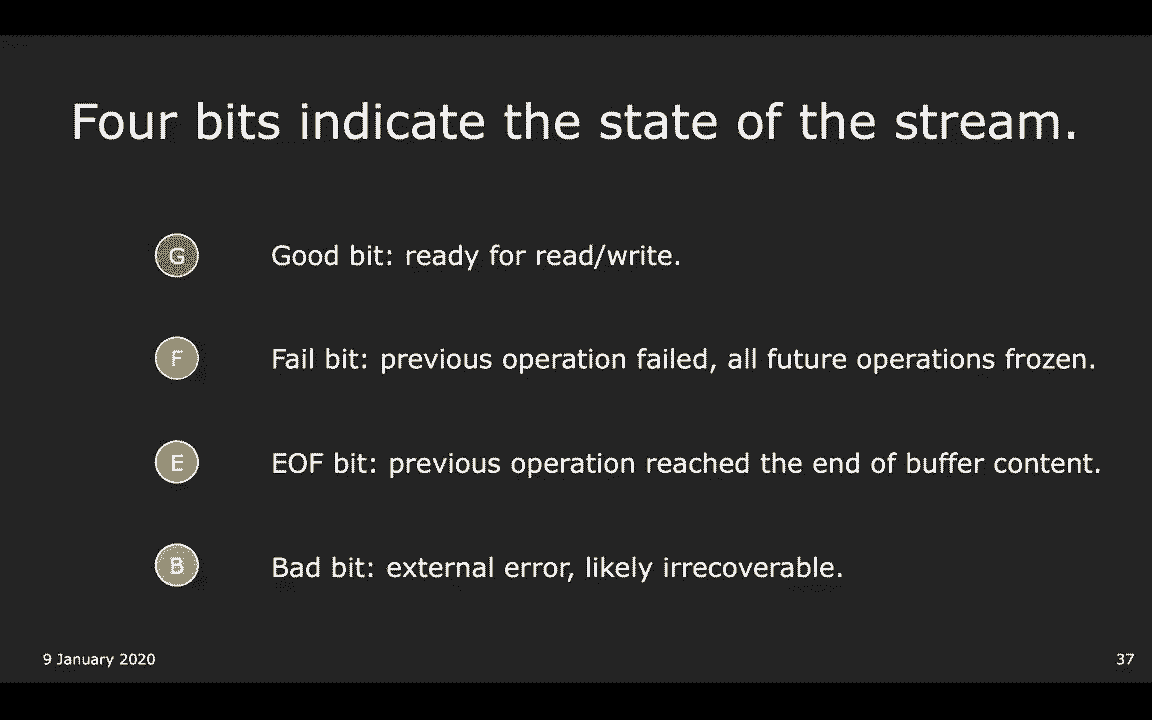 Four bits indicate the state of the stream.
G Good bit: ready for read/write.
F Fail bit: previous operation failed, all future operations frozen.
E EOF bit: previous operation reached the end of buffer content.
B Bad bit: external error, likely irrecoverable.
9 January 2020 37